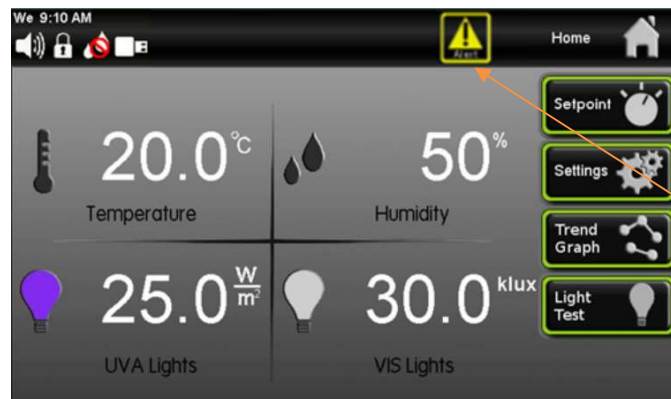 We 9:10 AM
Alert
Home
Setpoint
20.0°C
50%
Settings
Temperature
Humidity
Trend
Graph
25.0 W/m²
30.0 klux
Light
Test
UVA Lights
VIS Lights